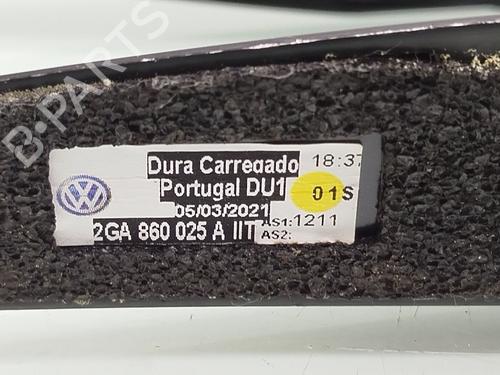 B-PARTS
Dura Carregado 18:37
Portugal DU1 01S
05/03/2021
2GA 860 025 A IIT AS1:1211
AS2: